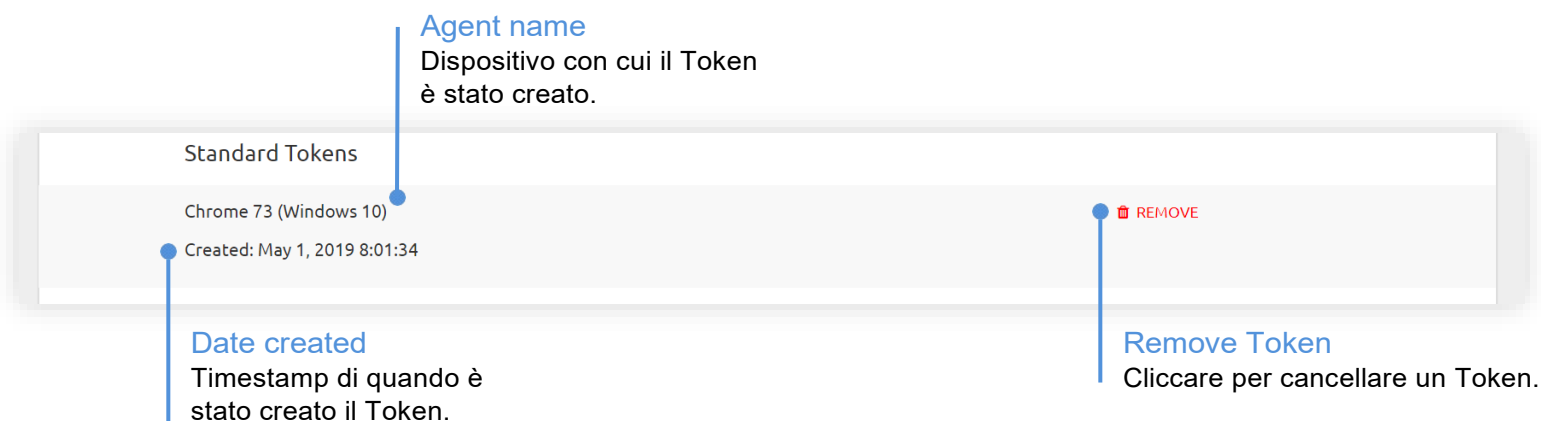 Agent name
Dispositivo con cui il Token
è stato creato.
Standard Tokens
Chrome 73 (Windows 10)
REMOVE
Created: May 1, 2019 8:01:34
Date created
Timestamp di quando è
stato creato il Token.
Remove Token
Cliccare per cancellare un Token.